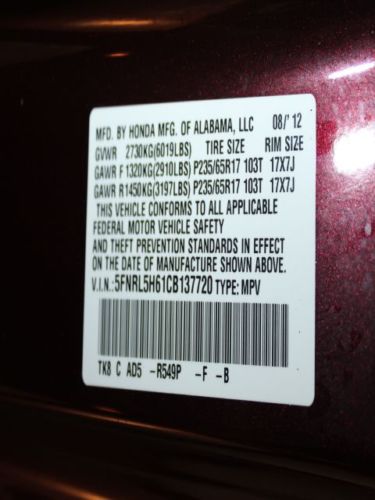 MFD. BY HONDA MFG. OF ALABAMA, LLC 08/'12
GVWR 2730KG(6019LBS) TIRE SIZE RIM SIZE
GAWR F 1320KG(2910LBS) P235/65R17 103T 17X7J
GAWR R1450KG(3197LBS) P235/65R17 103T 17X7J
THIS VEHICLE CONFORMS TO ALL APPLICABLE
FEDERAL MOTOR VEHICLE SAFETY
AND THEFT PREVENTION STANDARDS IN EFFECT
ON THE DATE OF MANUFACTURE SHOWN ABOVE.
V.I.N.: 5FNRL5H61CB137720 TYPE: MPV
TK8 C AD5 -R549P -F -B